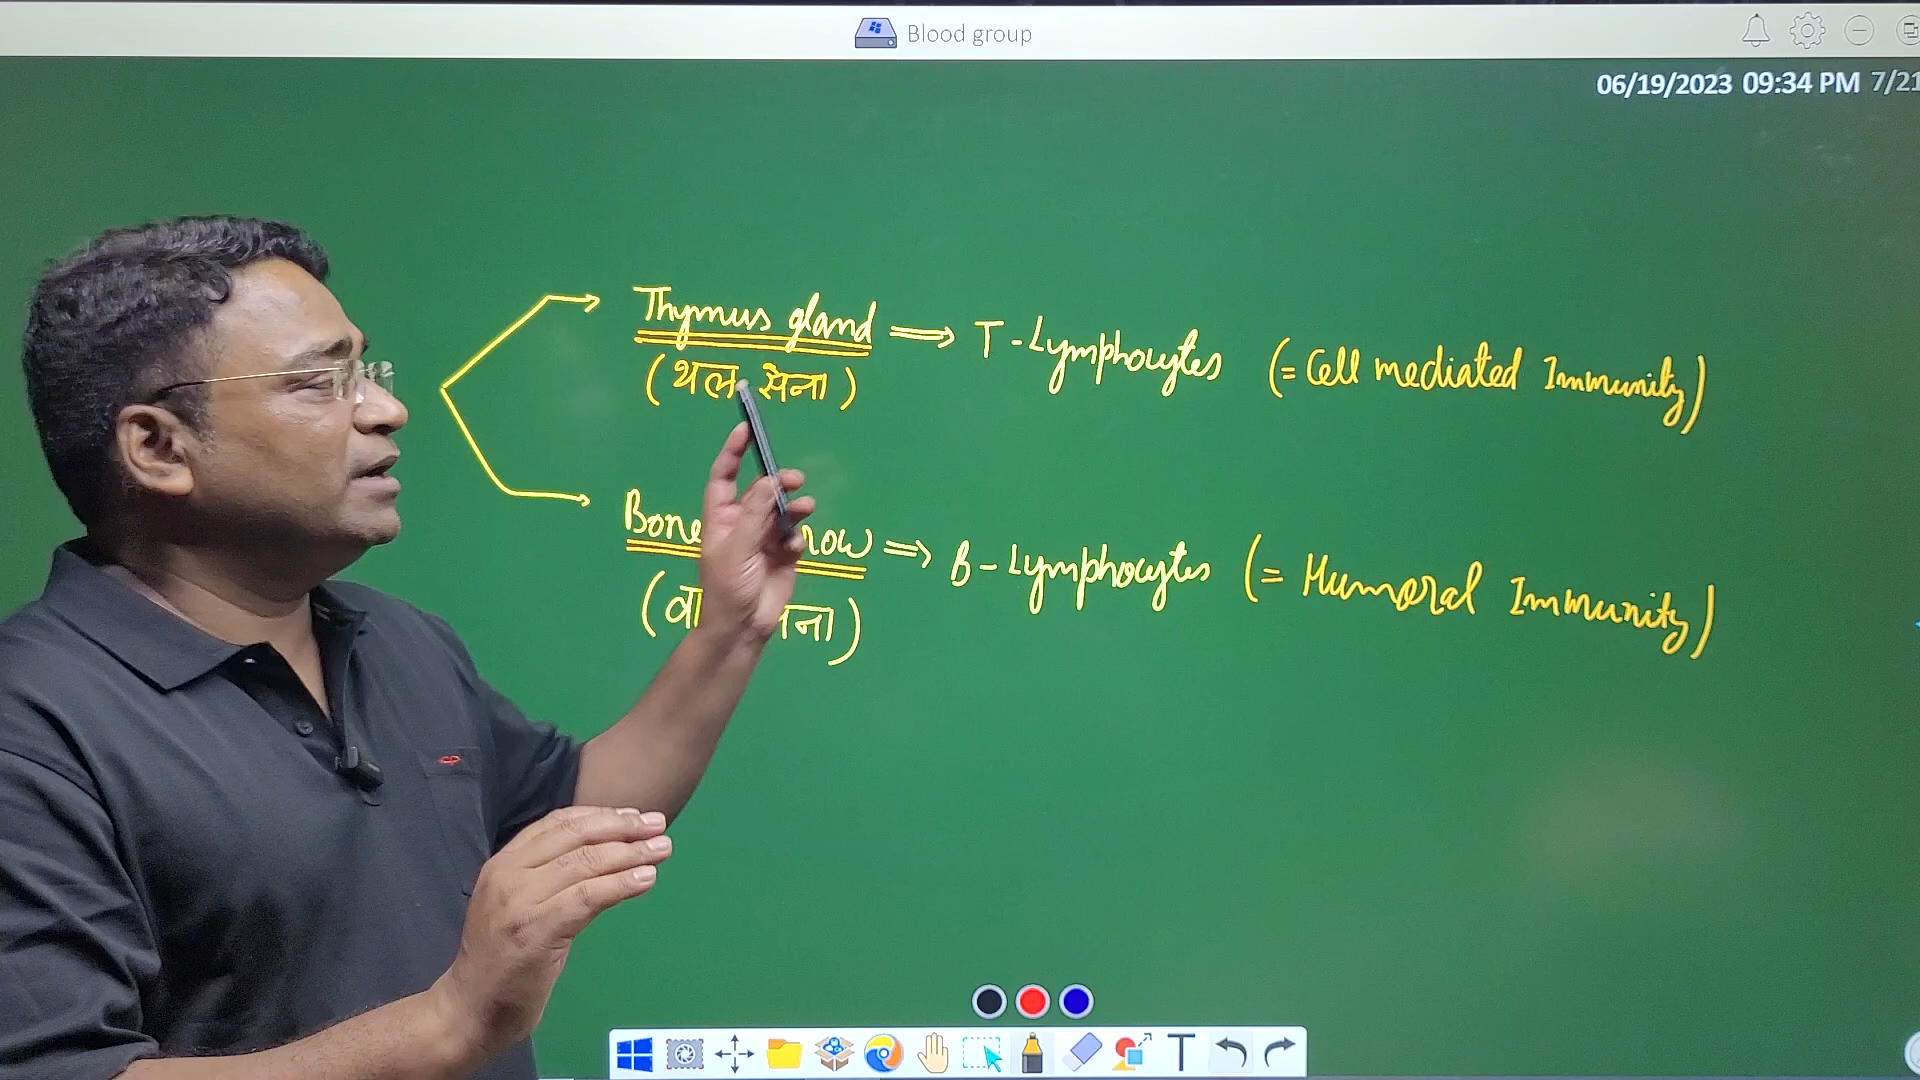 Blood group
06/19/2023 09:34 PM 7/21
Thymus gland ⇒ T-Lymphocytes (= Cell mediated Immunity)
(थल सेना)
Bone ⇒ B-Lymphocytes (= Humoral Immunity)